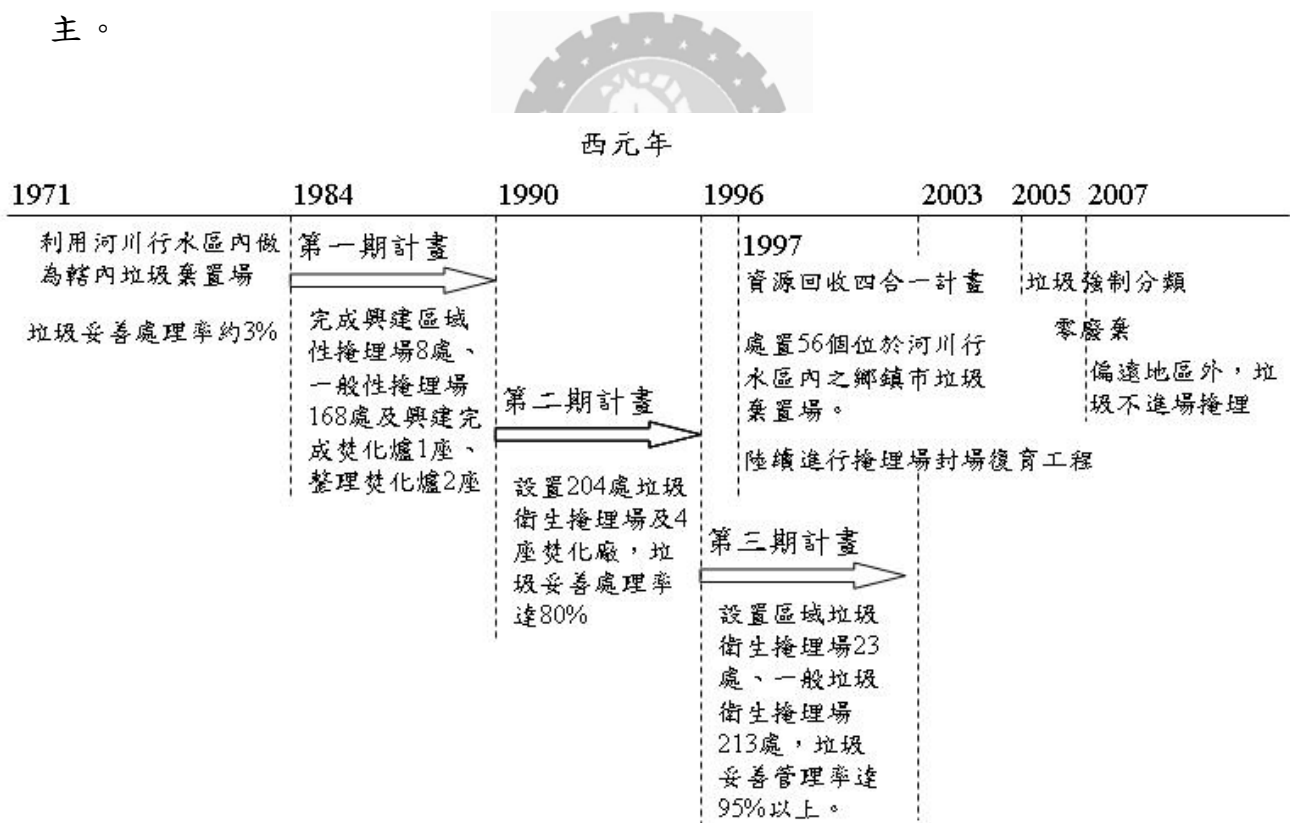 主。
西元年
1971
1984
1990
1996
2003
2005
2007
利用河川行水區內做
為轄內垃圾棄置場
垃圾妥善處理率約3%
第一期計畫
完成興建區域
性掩埋場8處、
一般性掩埋場
168處及興建完
成焚化爐1座、
整理焚化爐2座
第二期計畫
設置204處垃圾
衛生掩埋場及4
座焚化廠,垃
圾妥善處理率
達80%
1997
資源回收四合一計畫
處置56個位於河川行
水區內之鄉鎮市垃圾
棄置場。
陸續進行掩埋場封場復育工程
第三期計畫
設置區域垃圾
衛生掩埋場23
處、一般垃圾
衛生掩埋場
213處,垃圾
妥善管理率達
95%以上。
垃圾強制分類
零廢棄
偏遠地區外,垃
圾不進場掩埋